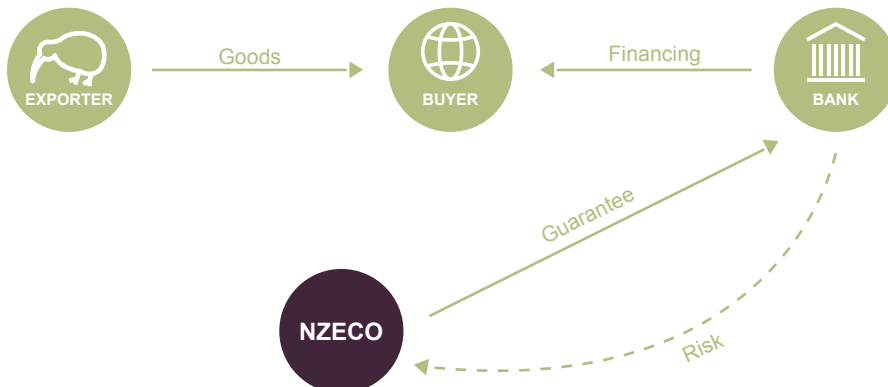 Goods
Financing
EXPORTER
BUYER
BANK
Guarantee
NZECO
Risk